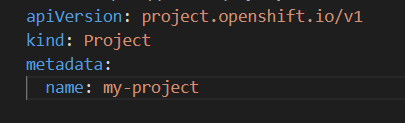 apiVersion: project.openshift.io/v1
kind: Project
metadata:
  name: my-project